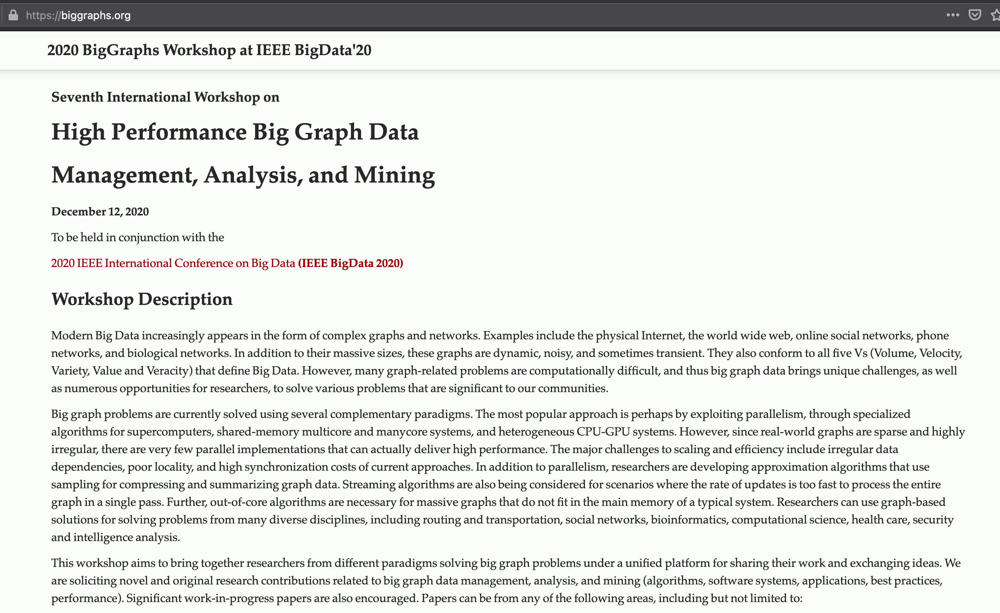 https://biggraphs.org
2020 BigGraphs Workshop at IEEE BigData'20
Seventh International Workshop on
High Performance Big Graph Data
Management, Analysis, and Mining
December 12, 2020
To be held in conjunction with the
2020 IEEE International Conference on Big Data (IEEE BigData 2020)
Workshop Description
Modern Big Data increasingly appears in the form of complex graphs and networks. Examples include the physical Internet, the world wide web, online social networks, phone
networks, and biological networks. In addition to their massive sizes, these graphs are dynamic, noisy, and sometimes transient. They also conform to all five Vs (Volume, Velocity,
Variety, Value and Veracity) that define Big Data. However, many graph-related problems are computationally difficult, and thus big graph data brings unique challenges, as well
as numerous opportunities for researchers, to solve various problems that are significant to our communities.
Big graph problems are currently solved using several complementary paradigms. The most popular approach is perhaps by exploiting parallelism, through specialized
algorithms for supercomputers, shared-memory multicore and manycore systems, and heterogeneous CPU-GPU systems. However, since real-world graphs are sparse and highly
irregular, there are very few parallel implementations that can actually deliver high performance. The major challenges to scaling and efficiency include irregular data
dependencies, poor locality, and high synchronization costs of current approaches. In addition to parallelism, researchers are developing approximation algorithms that use
sampling for compressing and summarizing graph data. Streaming algorithms are also being considered for scenarios where the rate of updates is too fast to process the entire
graph in a single pass. Further, out-of-core algorithms are necessary for massive graphs that do not fit in the main memory of a typical system. Researchers can use graph-based
solutions for solving problems from many diverse disciplines, including routing and transportation, social networks, bioinformatics, computational science, health care, security
and intelligence analysis.
This workshop aims to bring together researchers from different paradigms solving big graph problems under a unified platform for sharing their work and exchanging ideas. We
are soliciting novel and original research contributions related to big graph data management, analysis, and mining (algorithms, software systems, applications, best practices,
performance). Significant work-in-progress papers are also encouraged. Papers can be from any of the following areas, including but not limited to: